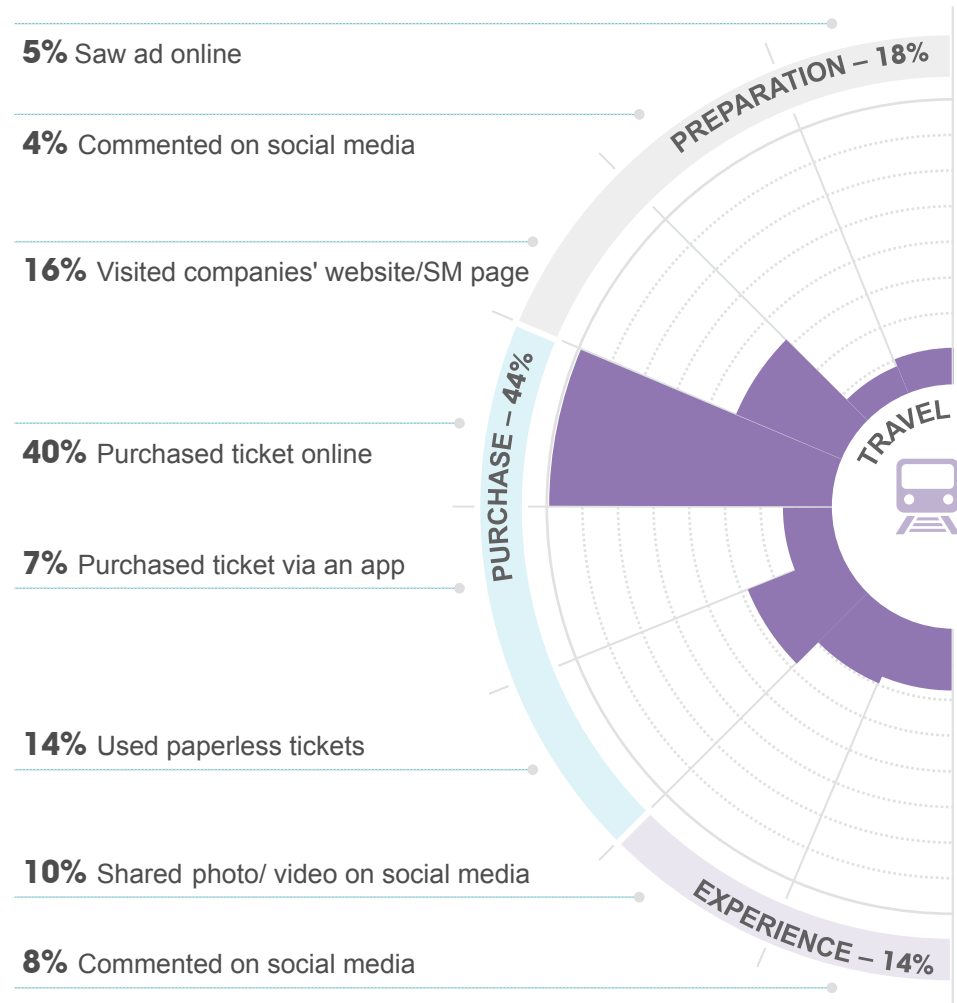 5% Saw ad online
PREPARATION – 18%
4% Commented on social media
16% Visited companies' website/SM page
PURCHASE – 44%
TRAVEL
40% Purchased ticket online
7% Purchased ticket via an app
14% Used paperless tickets
10% Shared photo/ video on social media
EXPERIENCE – 14%
8% Commented on social media